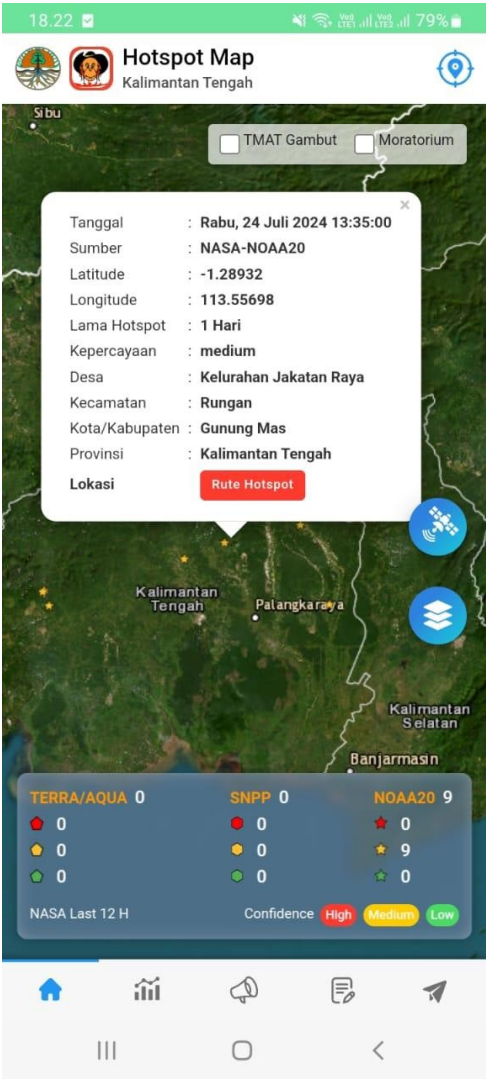 18.22 79%
Hotspot Map
Kalimantan Tengah
Sibu
TMAT Gambut Moratorium
×
Tanggal : Rabu, 24 Juli 2024 13:35:00
Sumber : NASA-NOAA20
Latitude : -1.28932
Longitude : 113.55698
Lama Hotspot : 1 Hari
Kepercayaan : medium
Desa : Kelurahan Jakatan Raya
Kecamatan : Rungan
Kota/Kabupaten : Gunung Mas
Provinsi : Kalimantan Tengah
Lokasi Rute Hotspot
Kalimantan
Tengah
Palangkaraya
Kalimantan
Selatan
Banjarmasin
TERRA/AQUA 0 SNPP 0 NOAA20 9
0 0 0
0 0 9
0 0 0
NASA Last 12 H Confidence High Medium Low